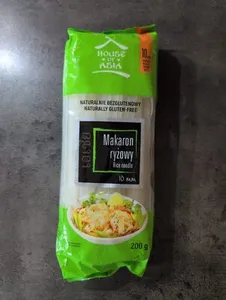 HOUSE
OF
ASIA
NATURALNIE BEZGLUTENOWY
NATURALLY GLUTEN-FREE
Makaron
ryżowy
Rice noodle
10 mm
200 g